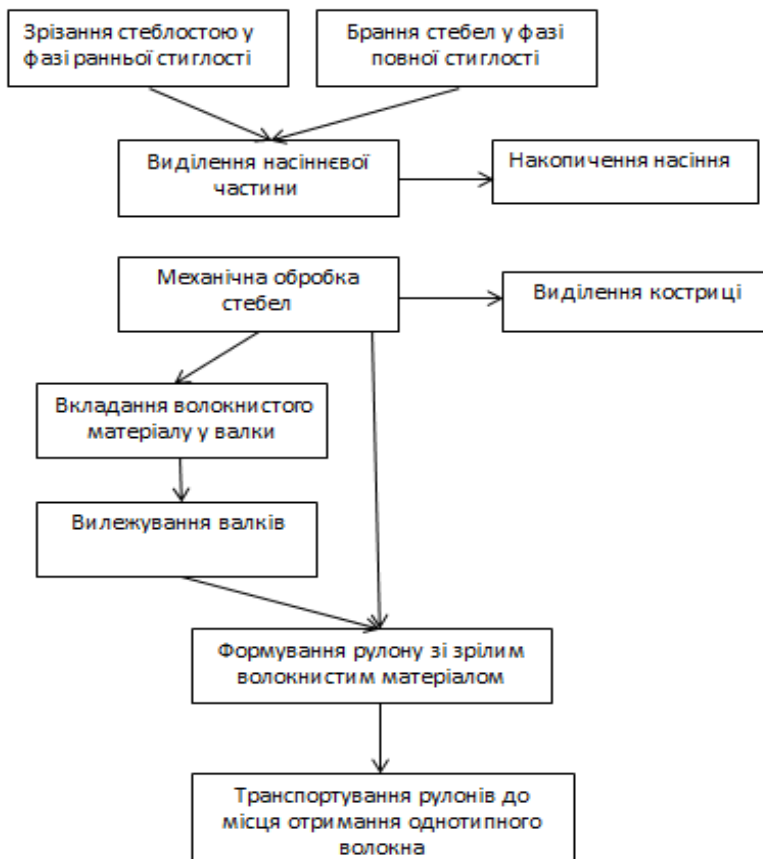 Зрізання стеблостою у
фазі ранньої стиглості
Брання стебел у фазі
повної стиглості
Виділення насіннєвої
частини
Накопичення насіння
Механічна обробка
стебел
Виділення костриці
Вкладання волокнистого
матеріалу у валки
Вилежування валків
Формування рулону зі зрілим
волокнистим матеріалом
Транспортування рулонів до
місця отримання однотипного
волокна